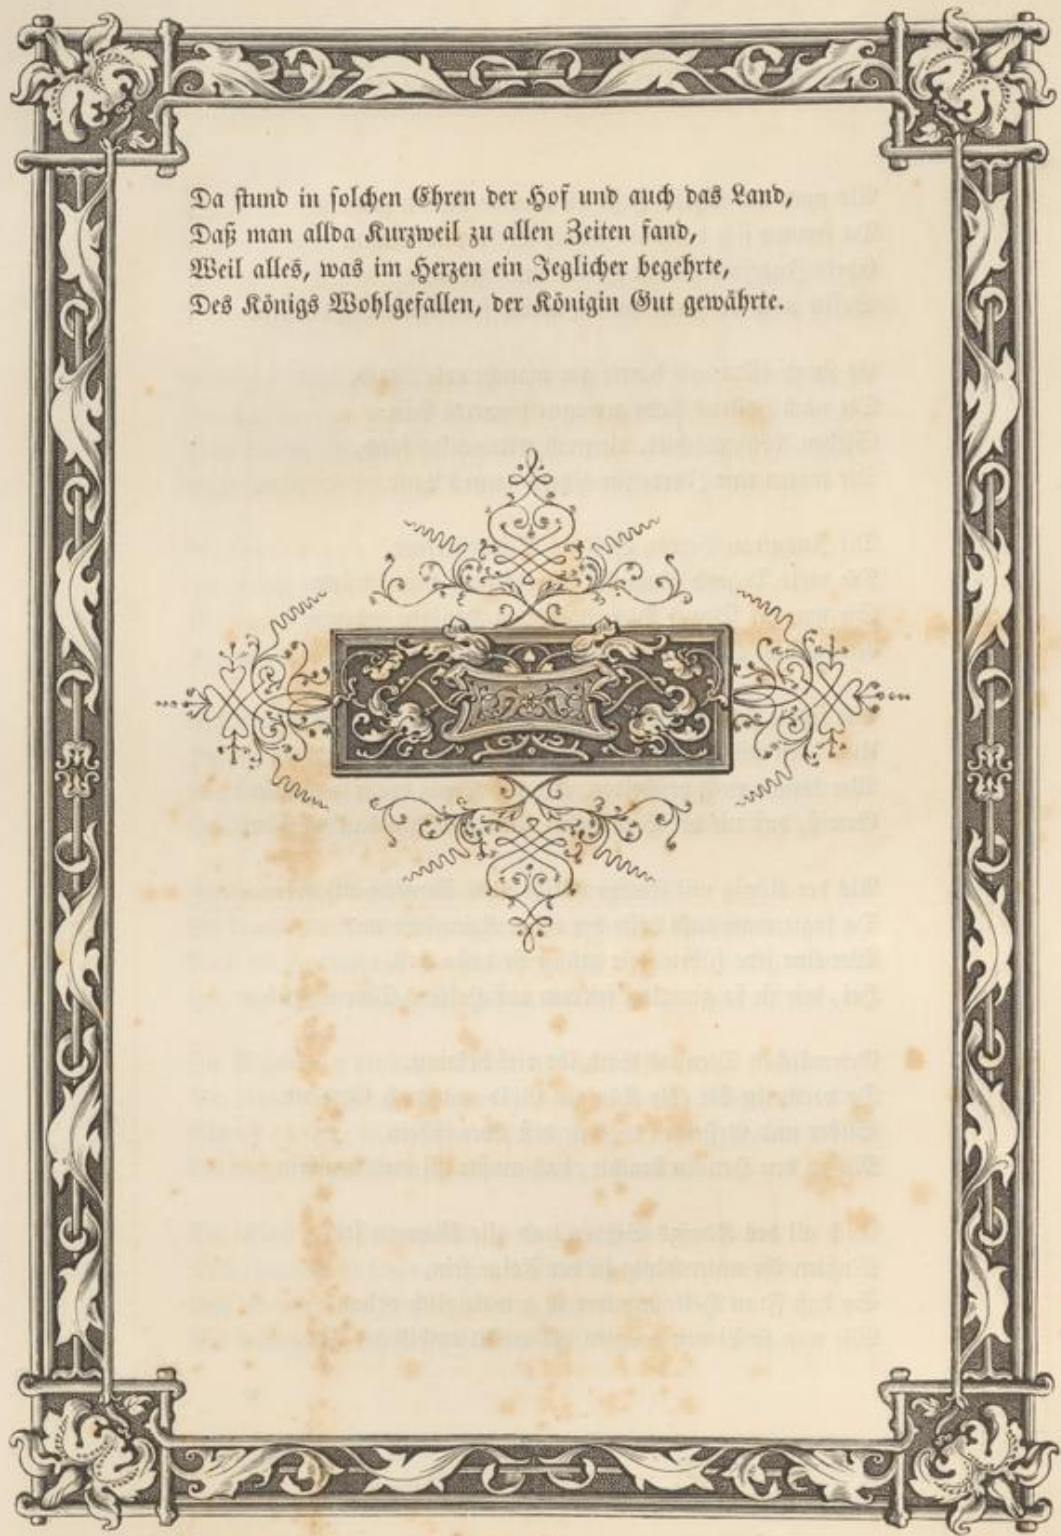 Da stund in solchen Ehren der Hof und auch das Land,
Daß man allda Kurzweil zu allen Zeiten fand,
Weil alles, was im Herzen ein Jeglicher begehrte,
Des Königs Wohlgefallen, der Königin Gut gewährte.